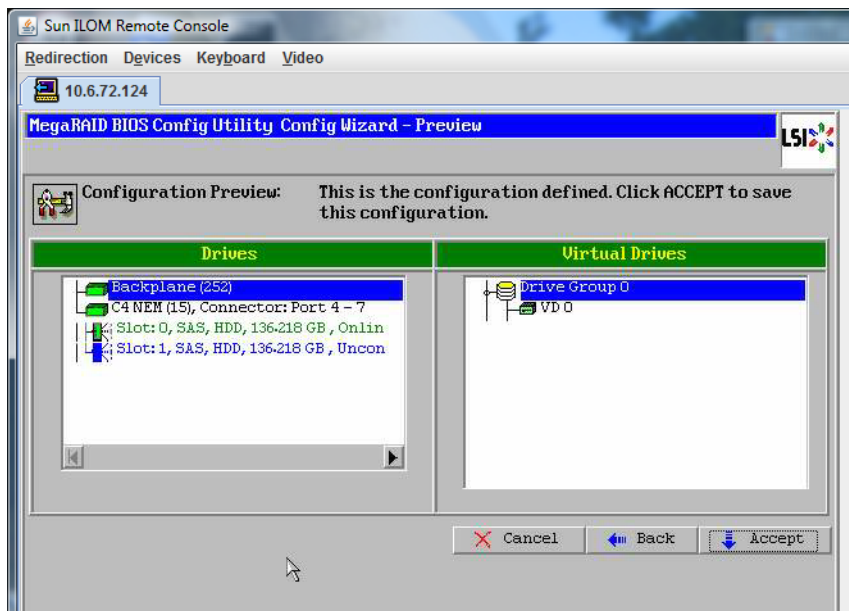 Sun ILOM Remote Console
Redirection Devices Keyboard Video
10.6.72.124
MegaRAID BIOS Config Utility Config Wizard - Preview
LSI
Configuration Preview: This is the configuration defined. Click ACCEPT to save
this configuration.
Drives
Backplane (252)
C4 NEM (15), Connector: Port 4 - 7
Slot: 0, SAS, HDD, 136.218 GB , Onlin
Slot: 1, SAS, HDD, 136.218 GB , Uncon
Virtual Drives
Drive Group 0
VD 0
Cancel Back Accept